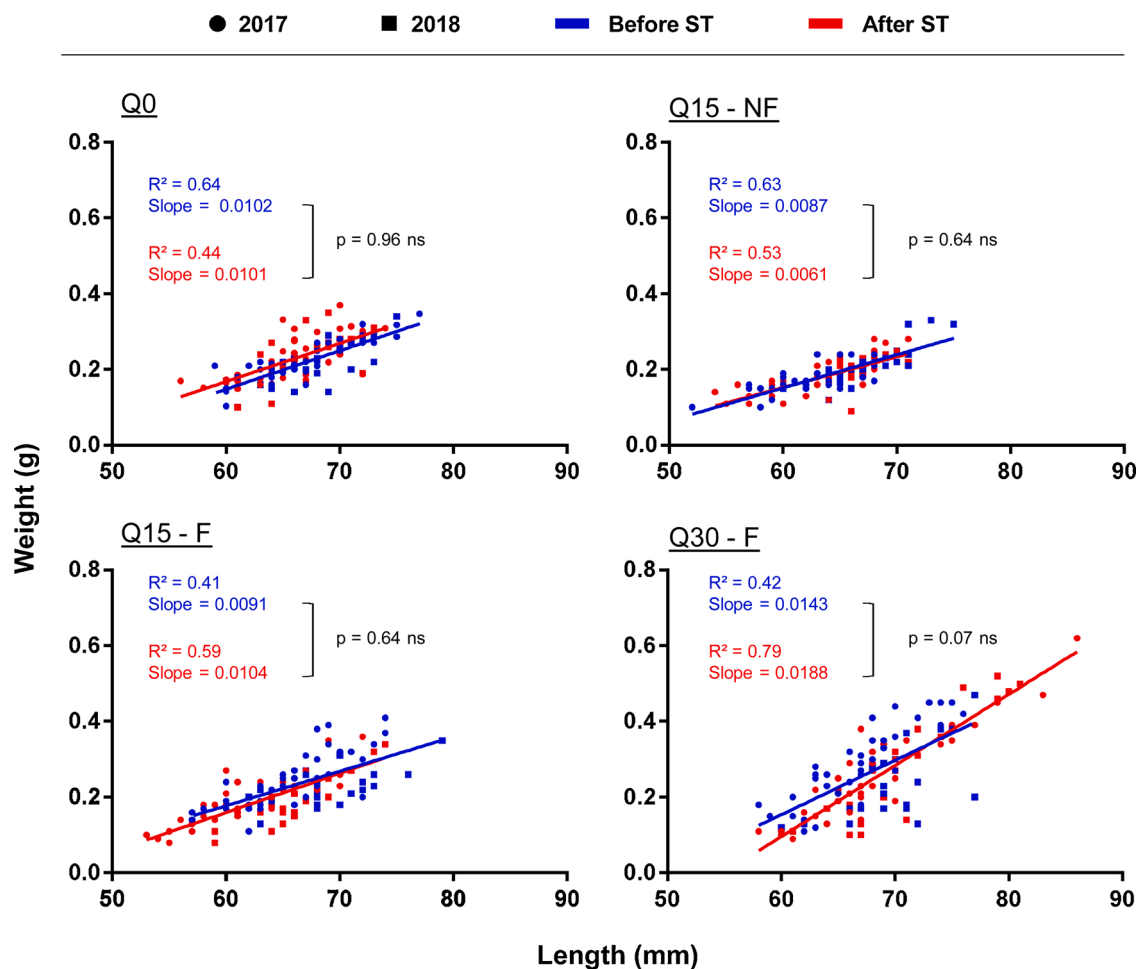 2017 2018 Before ST After ST
Q0
0.8
0.6
0.4
0.2
0.0
R² = 0.64
Slope = 0.0102
R² = 0.44
Slope = 0.0101
p = 0.96 ns
50 60 70 80 90
Q15 - NF
0.8
0.6
0.4
0.2
0.0
R² = 0.63
Slope = 0.0087
R² = 0.53
Slope = 0.0061
p = 0.64 ns
50 60 70 80 90
Weight (g)
Q15 - F
0.8
0.6
0.4
0.2
0.0
R² = 0.41
Slope = 0.0091
R² = 0.59
Slope = 0.0104
p = 0.64 ns
50 60 70 80 90
Q30 - F
0.8
0.6
0.4
0.2
0.0
R² = 0.42
Slope = 0.0143
R² = 0.79
Slope = 0.0188
p = 0.07 ns
50 60 70 80 90
Length (mm)